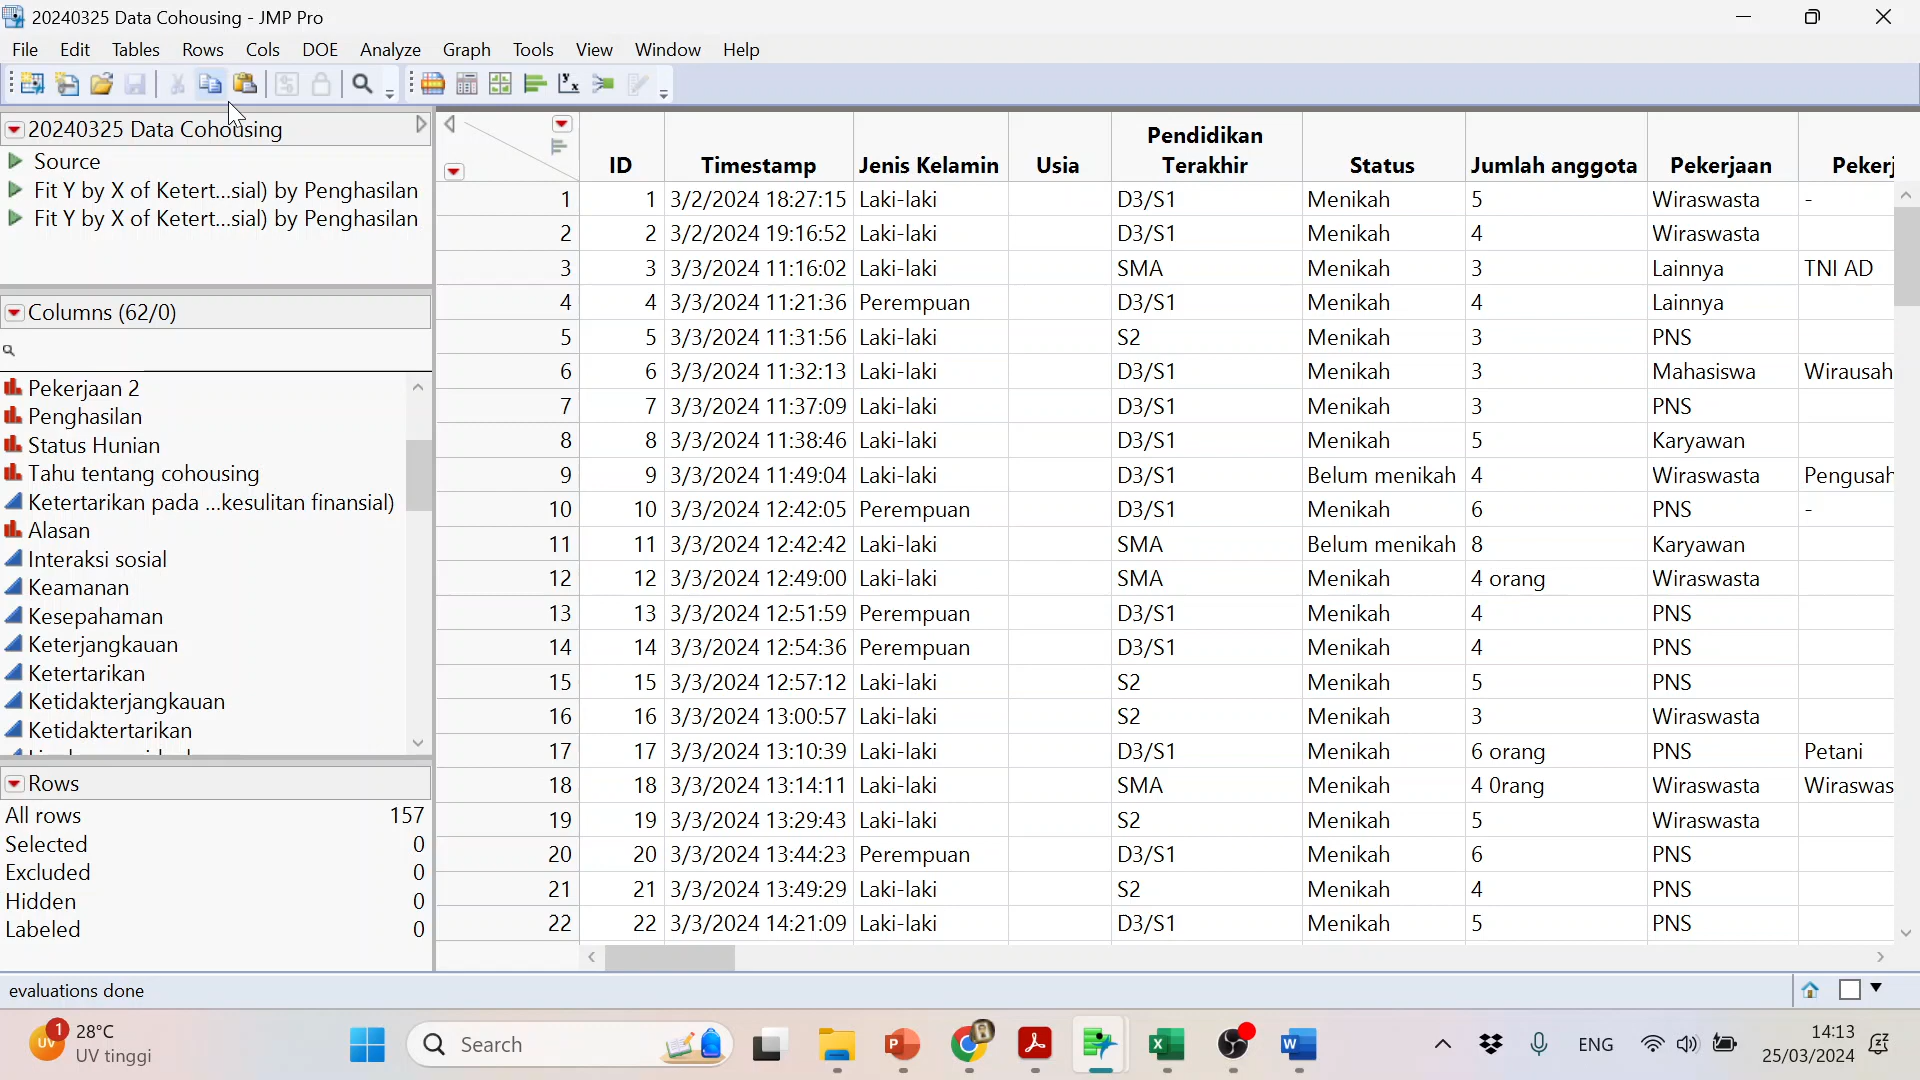 20240325 Data Cohousing - JMP Pro
File Edit Tables Rows Cols DOE Analyze Graph Tools View Window Help
20240325 Data Cohousing
Source
Fit Y by X of Ketert...sial) by Penghasilan
Fit Y by X of Ketert...sial) by Penghasilan
Columns (62/0)
Pekerjaan 2
Penghasilan
Status Hunian
Tahu tentang cohousing
Ketertarikan pada ...kesulitan finansial)
Alasan
Interaksi sosial
Keamanan
Kesepahaman
Keterjangkauan
Ketertarikan
Ketidakterjangkauan
Ketidaktertarikan
Rows
All rows 157
Selected 0
Excluded 0
Hidden 0
Labeled 0
ID Timestamp Jenis Kelamin Usia Pendidikan Terakhir Status Jumlah anggota Pekerjaan Pekerj
1 1 3/2/2024 18:27:15 Laki-laki D3/S1 Menikah 5 Wiraswasta -
2 2 3/2/2024 19:16:52 Laki-laki D3/S1 Menikah 4 Wiraswasta
3 3 3/3/2024 11:16:02 Laki-laki SMA Menikah 3 Lainnya TNI AD
4 4 3/3/2024 11:21:36 Perempuan D3/S1 Menikah 4 Lainnya
5 5 3/3/2024 11:31:56 Laki-laki S2 Menikah 3 PNS
6 6 3/3/2024 11:32:13 Laki-laki D3/S1 Menikah 3 Mahasiswa Wirausah
7 7 3/3/2024 11:37:09 Laki-laki D3/S1 Menikah 3 PNS
8 8 3/3/2024 11:38:46 Laki-laki D3/S1 Menikah 5 Karyawan
9 9 3/3/2024 11:49:04 Laki-laki D3/S1 Belum menikah 4 Wiraswasta Pengusah
10 10 3/3/2024 12:42:05 Perempuan D3/S1 Menikah 6 PNS -
11 11 3/3/2024 12:42:42 Laki-laki SMA Belum menikah 8 Karyawan
12 12 3/3/2024 12:49:00 Laki-laki SMA Menikah 4 orang Wiraswasta
13 13 3/3/2024 12:51:59 Perempuan D3/S1 Menikah 4 PNS
14 14 3/3/2024 12:54:36 Perempuan D3/S1 Menikah 4 PNS
15 15 3/3/2024 12:57:12 Laki-laki S2 Menikah 5 PNS
16 16 3/3/2024 13:00:57 Laki-laki S2 Menikah 3 Wiraswasta
17 17 3/3/2024 13:10:39 Laki-laki D3/S1 Menikah 6 orang PNS Petani
18 18 3/3/2024 13:14:11 Laki-laki SMA Menikah 4 0rang Wiraswasta Wiraswas
19 19 3/3/2024 13:29:43 Laki-laki S2 Menikah 5 Wiraswasta
20 20 3/3/2024 13:44:23 Perempuan D3/S1 Menikah 6 PNS
21 21 3/3/2024 13:49:29 Laki-laki S2 Menikah 4 PNS
22 22 3/3/2024 14:21:09 Laki-laki D3/S1 Menikah 5 PNS
evaluations done
UV 1 28°C
UV tinggi
Search
ENG
14:13
25/03/2024